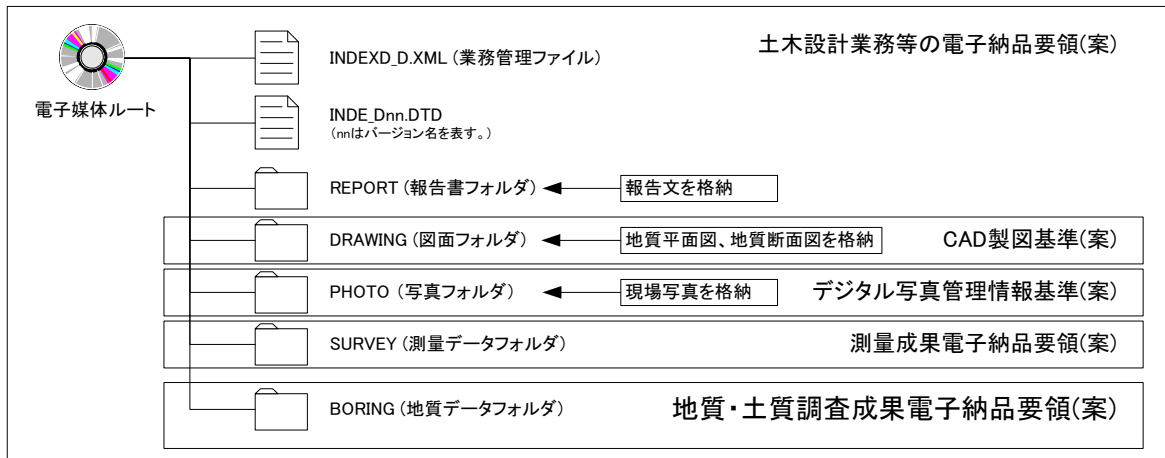 土木設計業務等の電子納品要領(案)
電子媒体ルート
INDEXD_D.XML (業務管理ファイル)
INDE_Dnn.DTD
(nnはバージョン名を表す。)
REPORT (報告書フォルダ)
報告文を格納
DRAWING (図面フォルダ)
地質平面図、地質断面図を格納
CAD製図基準(案)
PHOTO (写真フォルダ)
現場写真を格納
デジタル写真管理情報基準(案)
SURVEY (測量データフォルダ)
測量成果電子納品要領(案)
BORING (地質データフォルダ)
地質・土質調査成果電子納品要領(案)